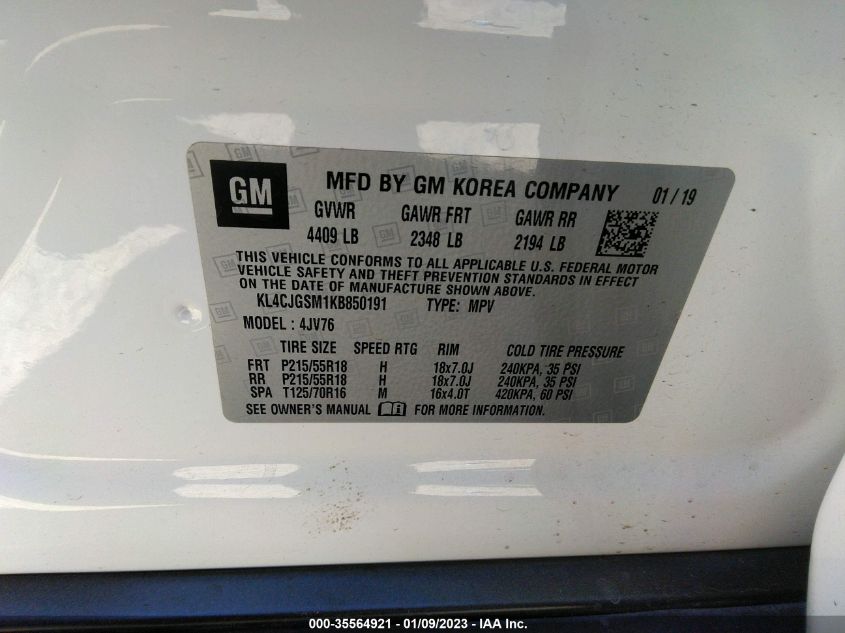 GM
MFD BY GM KOREA COMPANY 01/19
GVWR GAWR FRT GAWR RR
4409 LB 2348 LB 2194 LB
THIS VEHICLE CONFORMS TO ALL APPLICABLE U.S. FEDERAL MOTOR
VEHICLE SAFETY AND THEFT PREVENTION STANDARDS IN EFFECT
ON THE DATE OF MANUFACTURE SHOWN ABOVE.
KL4CJGSM1KB850191 TYPE: MPV
MODEL : 4JV76
TIRE SIZE SPEED RTG RIM COLD TIRE PRESSURE
FRT P215/55R18 H 18x7.0J 240KPA, 35 PSI
RR P215/55R18 H 18x7.0J 240KPA, 35 PSI
SPA T125/70R16 M 16x4.0T 420KPA, 60 PSI
SEE OWNER'S MANUAL FOR MORE INFORMATION.
000-35564921 - 01/09/2023 - IAA Inc.